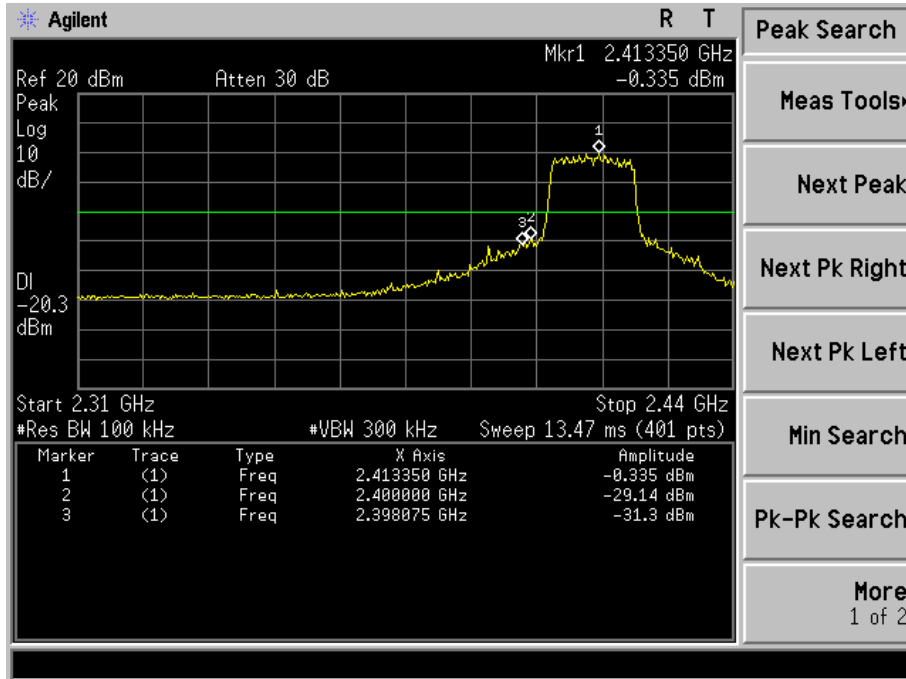 Agilent
R T
Mkr1 2.413350 GHz
Ref 20 dBm Atten 30 dB -0.335 dBm
Peak
Log
10
dB/
1
3 2
DI
-20.3
dBm
Start 2.31 GHz Stop 2.44 GHz
#Res BW 100 kHz #VBW 300 kHz Sweep 13.47 ms (401 pts)
Marker Trace Type X Axis Amplitude
1 (1) Freq 2.413350 GHz -0.335 dBm
2 (1) Freq 2.400000 GHz -29.14 dBm
3 (1) Freq 2.398075 GHz -31.3 dBm
Peak Search
Meas Tools
Next Peak
Next Pk Right
Next Pk Left
Min Search
Pk-Pk Search
More
1 of 2